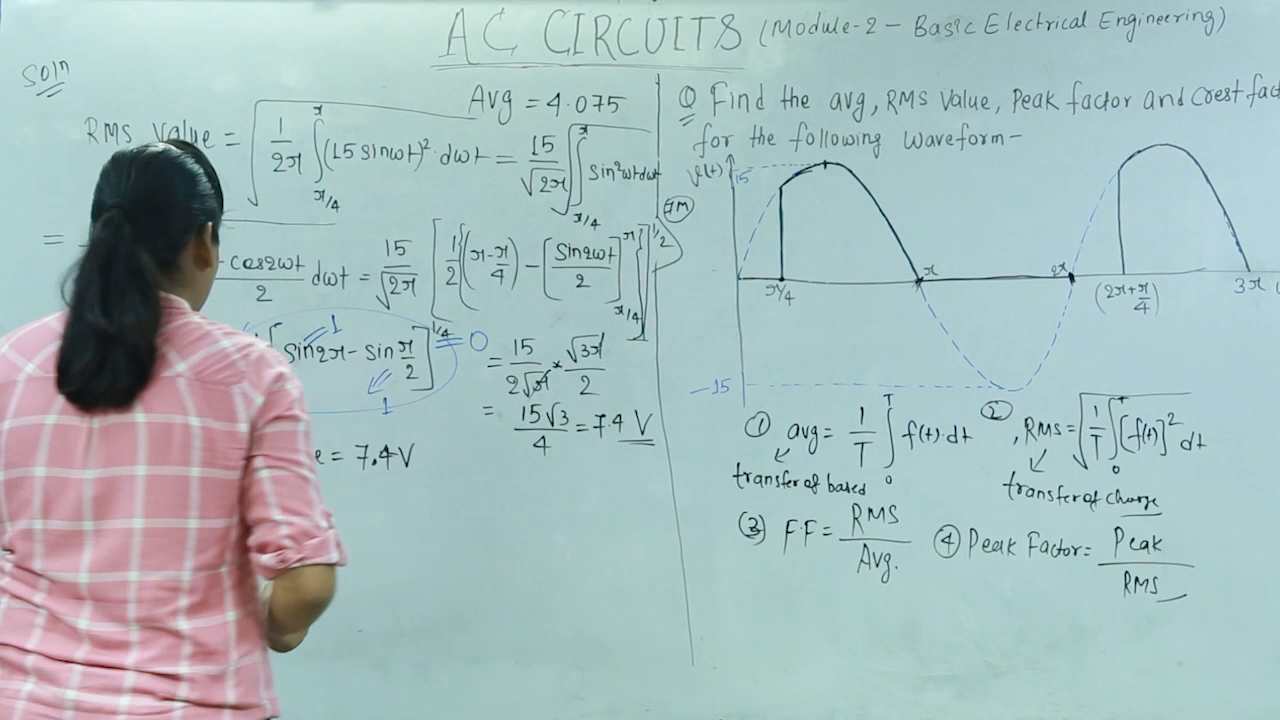 AC CIRCUITS (Module-2 - Basic Electrical Engineering)
Soln
Avg = 4.075
RMS Value = √(1/2π ∫_{π/4}^{π} (15 sinωt)² · dωt) = 15/√2π √(∫_{π/4}^{π} sin²ωt dωt
=
- cos2ωt / 2 dωt = 15/√2π [1/2{(π-π/4) - [Sin2ωt/2]_{π/4}^{π}}]^{1/2}
7M
Sin2π - sin π/2]^{1/4} = 0
1
1
= 15/2√π * √3π/2
= 15√3/4 = 7.4 V
e = 7.4V
Q Find the avg, RMS Value, Peak factor and Crest fac
for the following waveform -
v(t)
15
π/4
π
2π
(2π+π/4)
3π
-15
① avg = 1/T ∫_0^T f(t)·dt
transfer of based
② , RMS = √(1/T ∫_0^T [f(t)]² dt
transfer of charge
③ F.F = RMS/Avg.
④ Peak Factor = Peak/RMS